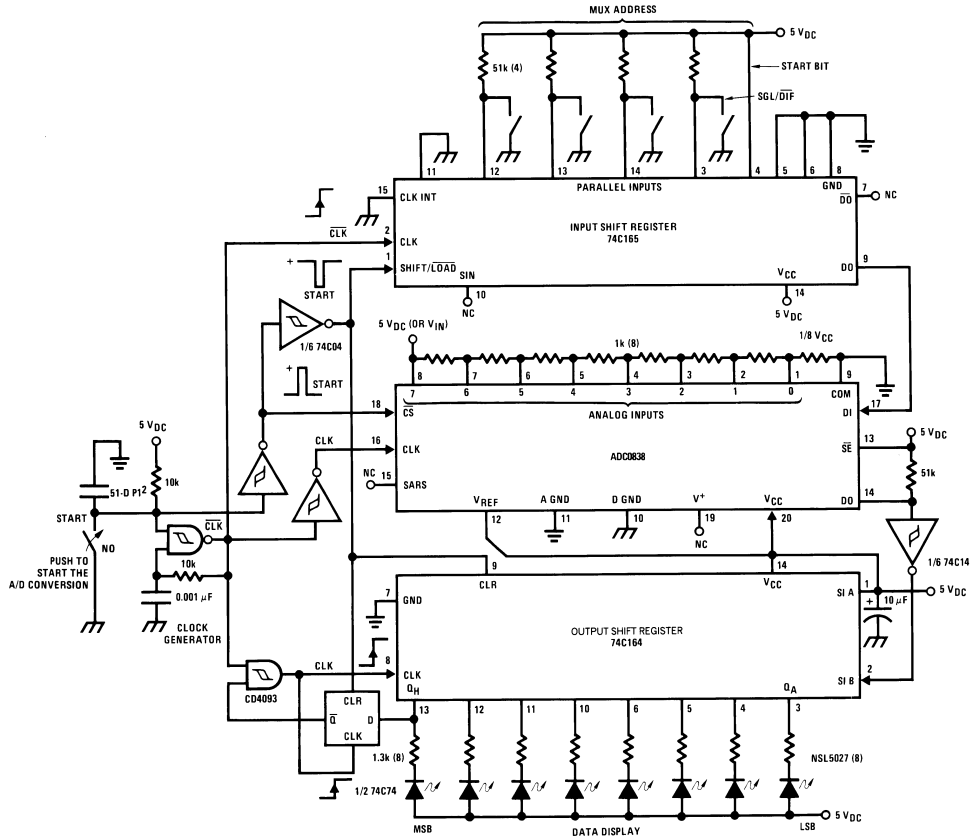 MUX ADDRESS
5 VDC
51k (4)
START BIT
SGL/DIF
11
12
13
14
3
4
5
6
8
PARALLEL INPUTS
GND
15
CLK INT
DO
7
NC
INPUT SHIFT REGISTER
74C165
CLK
2
CLK
1
SHIFT/LOAD
SIN
VCC
DO
9
+
START
10
NC
14
5 VDC
1/6 74C04
5 VDC (OR VIN)
1k (8)
1/8 VCC
+
START
8
7
6
5
4
3
2
1
9
7
6
5
4
3
2
1
0
COM
18
CS
ANALOG INPUTS
DI
17
CLK
16
CLK
ADC0838
SE
13
5 VDC
51k
NC
15
SARS
DO
14
5 VDC
10k
51-D P1²
VREF
A GND
D GND
V+
VCC
12
11
10
19
20
NC
START
CLK
NO
PUSH TO
START THE
A/D CONVERSION
10k
0.001 µF
CLOCK
GENERATOR
1/6 74C14
9
14
CLR
VCC
7
GND
SI A
1
5 VDC
+
10 µF
OUTPUT SHIFT REGISTER
74C164
CLK
8
CLK
QH
QA
SI B
2
CD4093
CLR
Q
D
CLK
13
12
11
10
6
5
4
3
1.3k (8)
NSL5027 (8)
1/2 74C74
MSB
DATA DISPLAY
LSB
5 VDC